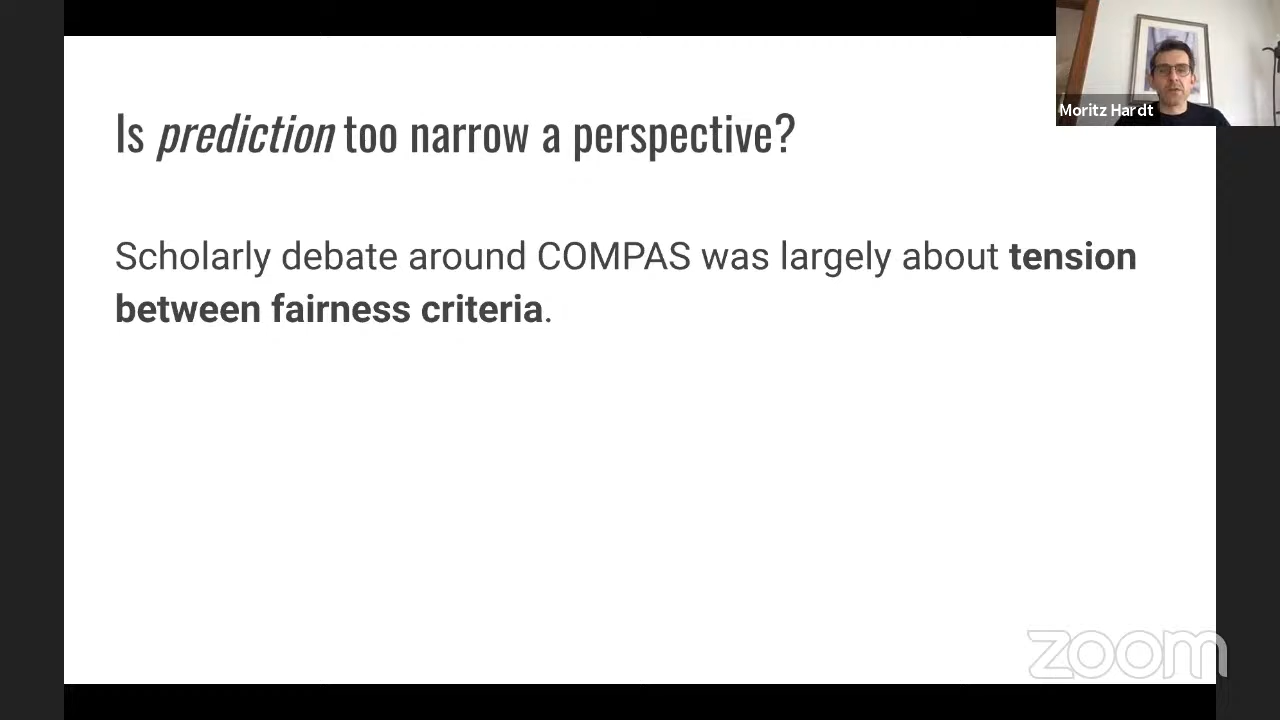 Moritz Hardt
Is prediction too narrow a perspective?
Scholarly debate around COMPAS was largely about tension
between fairness criteria.
zoom